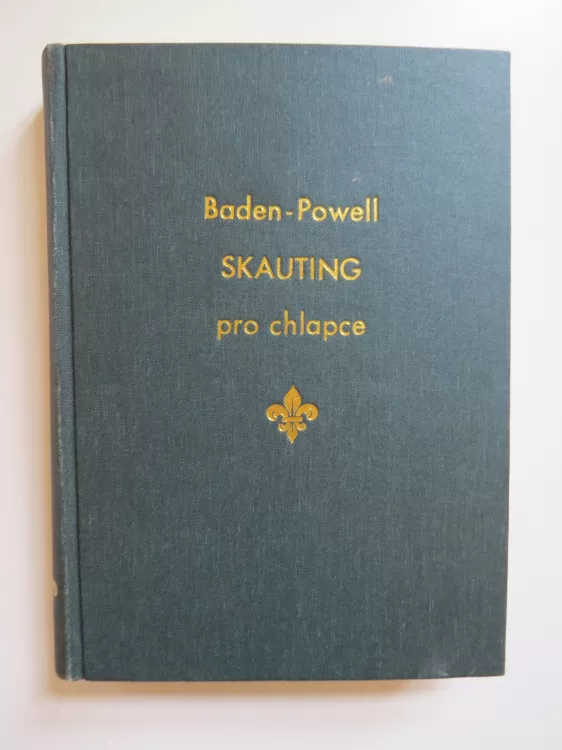 Baden-Powell
SKAUTING
pro chlapce